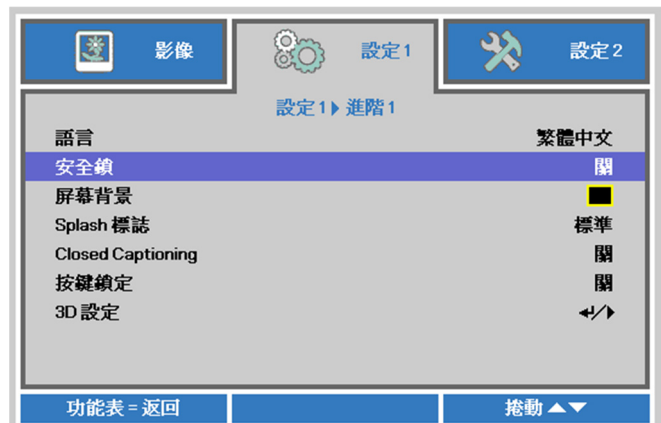 影像 設定1 設定2
設定1▶進階1
語言 繁體中文
安全鎖 關
屏幕背景
Splash 標誌 標準
Closed Captioning 關
按鍵鎖定 關
3D 設定 ↵/▶
功能表 = 返回 捲動▲▼